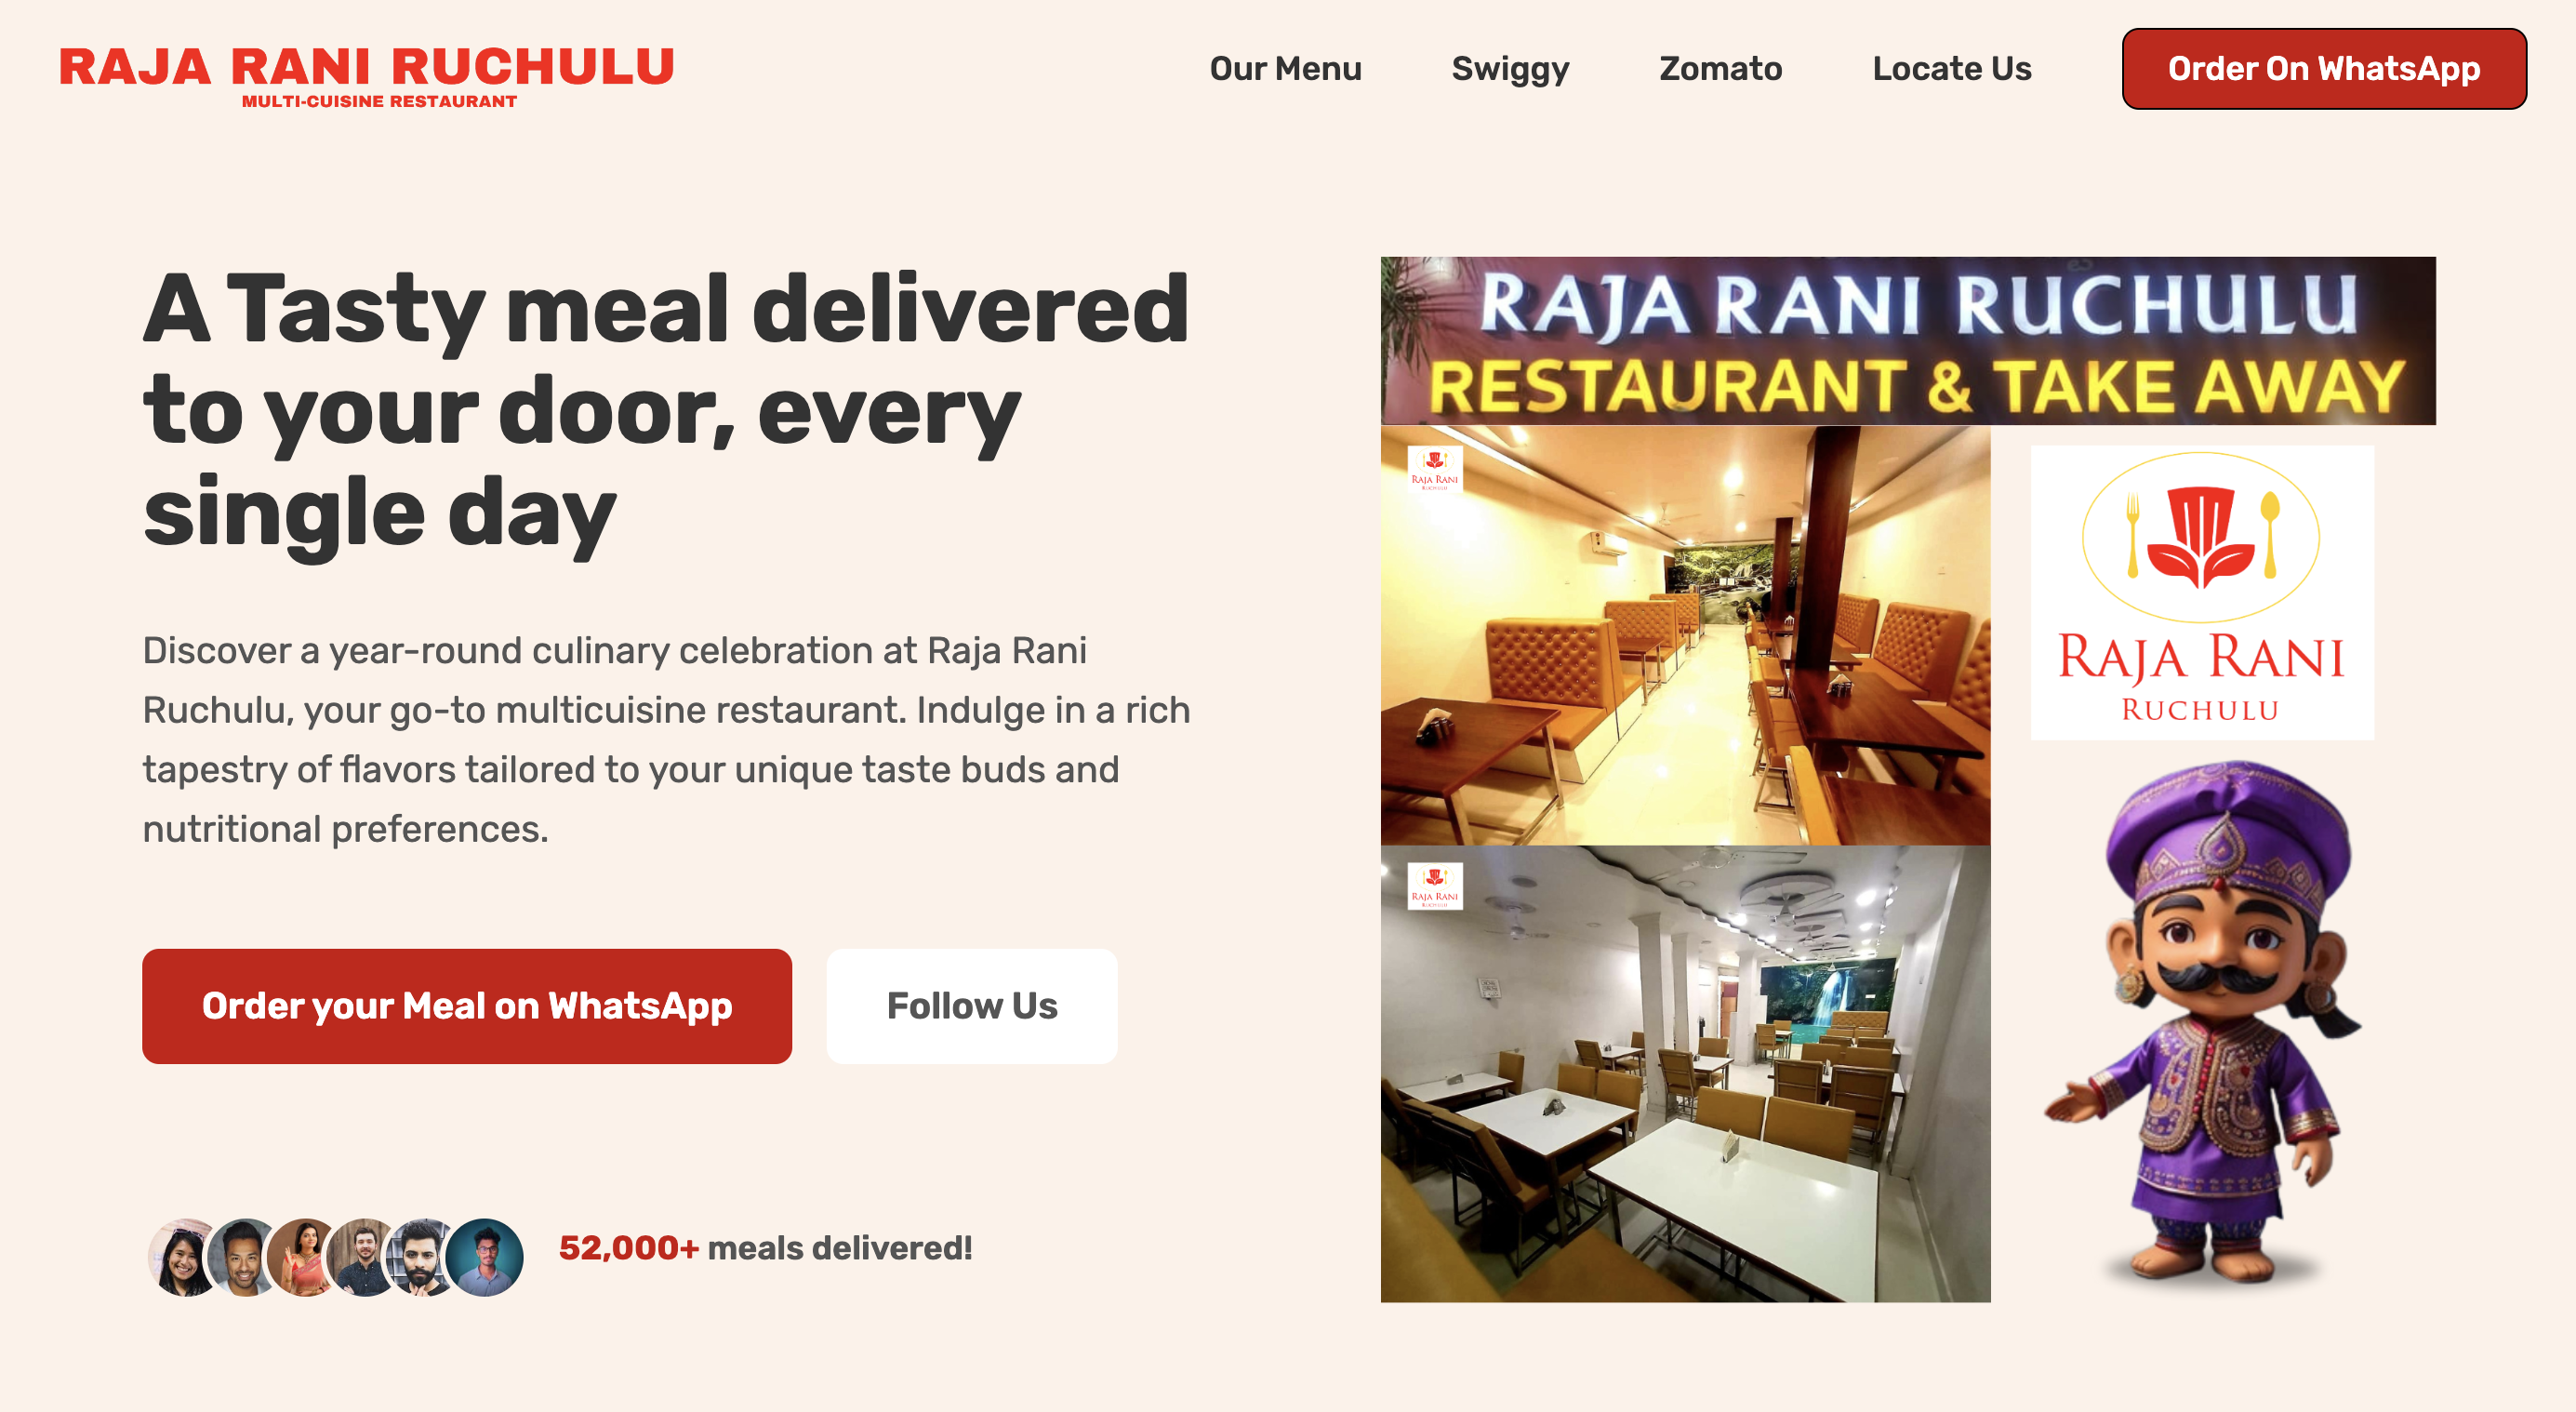 RAJA RANI RUCHULU
MULTI-CUISINE RESTAURANT
Our Menu
Swiggy
Zomato
Locate Us
Order On WhatsApp
A Tasty meal delivered
to your door, every
single day
Discover a year-round culinary celebration at Raja Rani
Ruchulu, your go-to multicuisine restaurant. Indulge in a rich
tapestry of flavors tailored to your unique taste buds and
nutritional preferences.
Order your Meal on WhatsApp
Follow Us
52,000+ meals delivered!
RAJA RANI RUCHULU
RESTAURANT & TAKE AWAY
RAJA RANI
RUCHULU
RAJA RANI
RUCHULU
RAJA RANI
RUCHULU